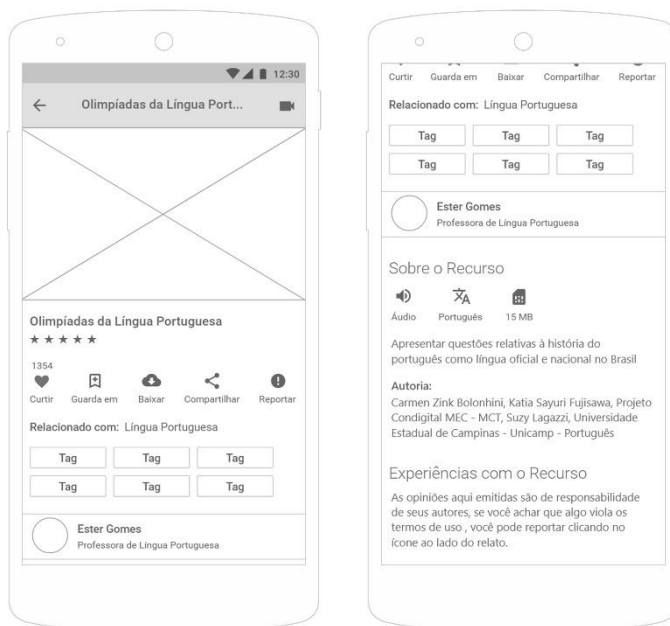 12:30
Olimpíadas da Língua Port...
Olimpíadas da Língua Portuguesa
1354
Curtir Guarda em Baixar Compartilhar Reportar
Relacionado com: Língua Portuguesa
Tag Tag Tag
Tag Tag Tag
Ester Gomes
Professora de Língua Portuguesa
Curtir Guarda em Baixar Compartilhar Reportar
Relacionado com: Língua Portuguesa
Tag Tag Tag
Tag Tag Tag
Ester Gomes
Professora de Língua Portuguesa
Sobre o Recurso
Áudio Português 15 MB
Apresentar questões relativas à história do
português como língua oficial e nacional no Brasil
Autoria:
Carmen Zink Bolonhini, Katia Sayuri Fujisawa, Projeto
Condigital MEC - MCT, Suzy Lagazzi, Universidade
Estadual de Campinas - Unicamp - Português
Experiências com o Recurso
As opiniões aqui emitidas são de responsabilidade
de seus autores, se você achar que algo viola os
termos de uso , você pode reportar clicando no
ícone ao lado do relato.